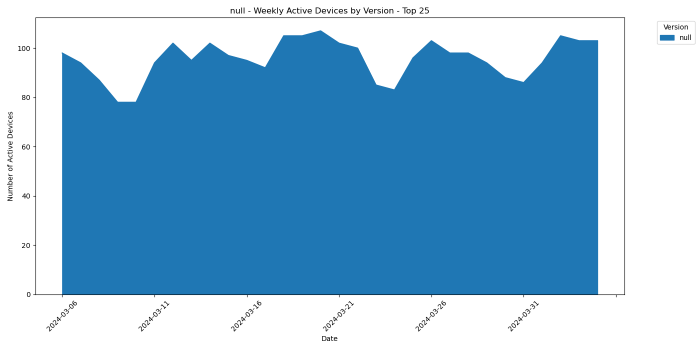 null - Weekly Active Devices by Version - Top 25
Version
null
Number of Active Devices
100
80
60
40
20
0
2024-03-06
2024-03-11
2024-03-16
2024-03-21
2024-03-26
2024-03-31
Date